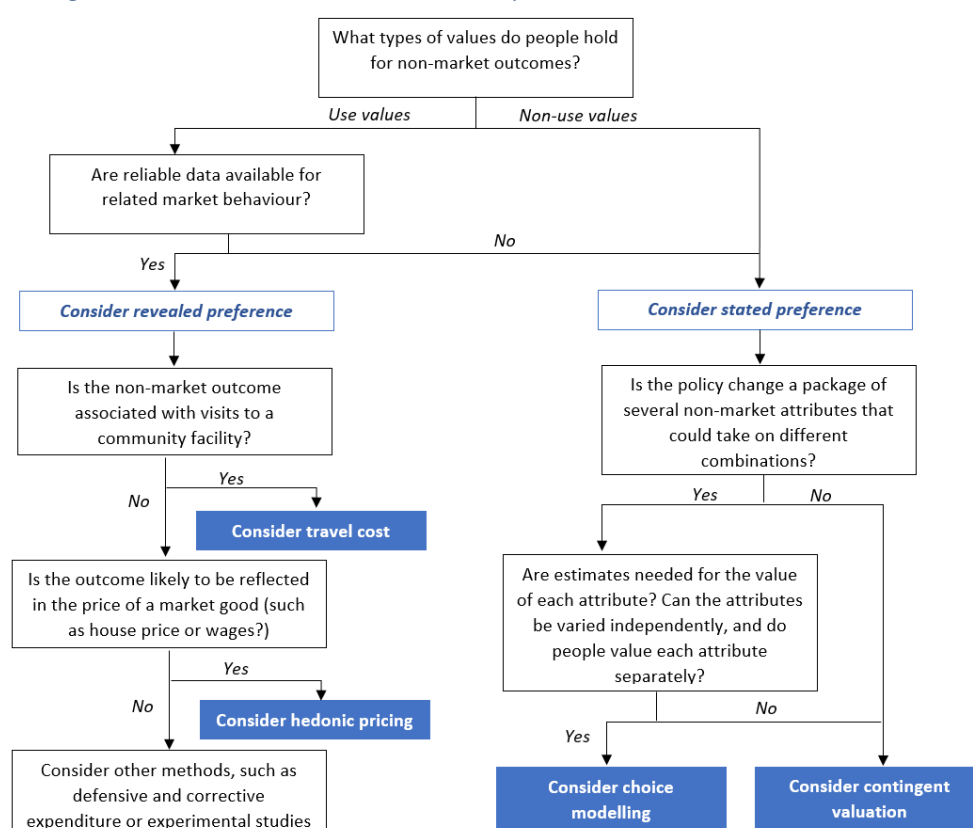 What types of values do people hold
for non-market outcomes?
Use values
Non-use values
Are reliable data available for
related market behaviour?
No
Yes
Consider revealed preference
Consider stated preference
Is the non-market outcome
associated with visits to a
community facility?
Is the policy change a package of
several non-market attributes that
could take on different
combinations?
Yes
No
Consider travel cost
Yes
No
Is the outcome likely to be reflected
in the price of a market good (such
as house price or wages?)
Are estimates needed for the value
of each attribute? Can the attributes
be varied independently, and do
people value each attribute
separately?
Yes
No
Consider hedonic pricing
No
Yes
Consider other methods, such as
defensive and corrective
expenditure or experimental studies
Consider choice
modelling
Consider contingent
valuation